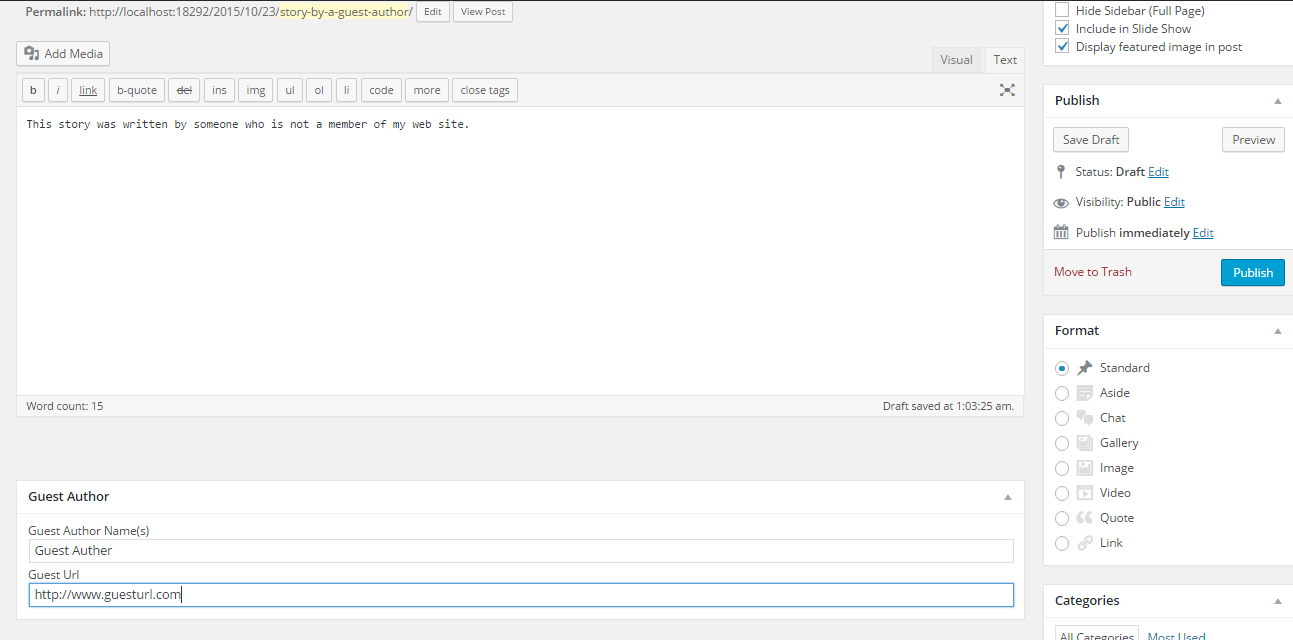 Permalink: http://localhost:18292/2015/10/23/story-by-a-guest-author/ Edit View Post
Add Media
Visual Text
b i link b-quote del ins img ul ol li code more close tags
This story was written by someone who is not a member of my web site.
Word count: 15 Draft saved at 1:03:25 am.
Guest Author
Guest Author Name(s)
Guest Auther
Guest Url
http://www.guesturl.com
Hide Sidebar (Full Page)
Include in Slide Show
Display featured image in post
Publish
Save Draft Preview
Status: Draft Edit
Visibility: Public Edit
Publish immediately Edit
Move to Trash Publish
Format
Standard
Aside
Chat
Gallery
Image
Video
Quote
Link
Categories
All Categories Most Used